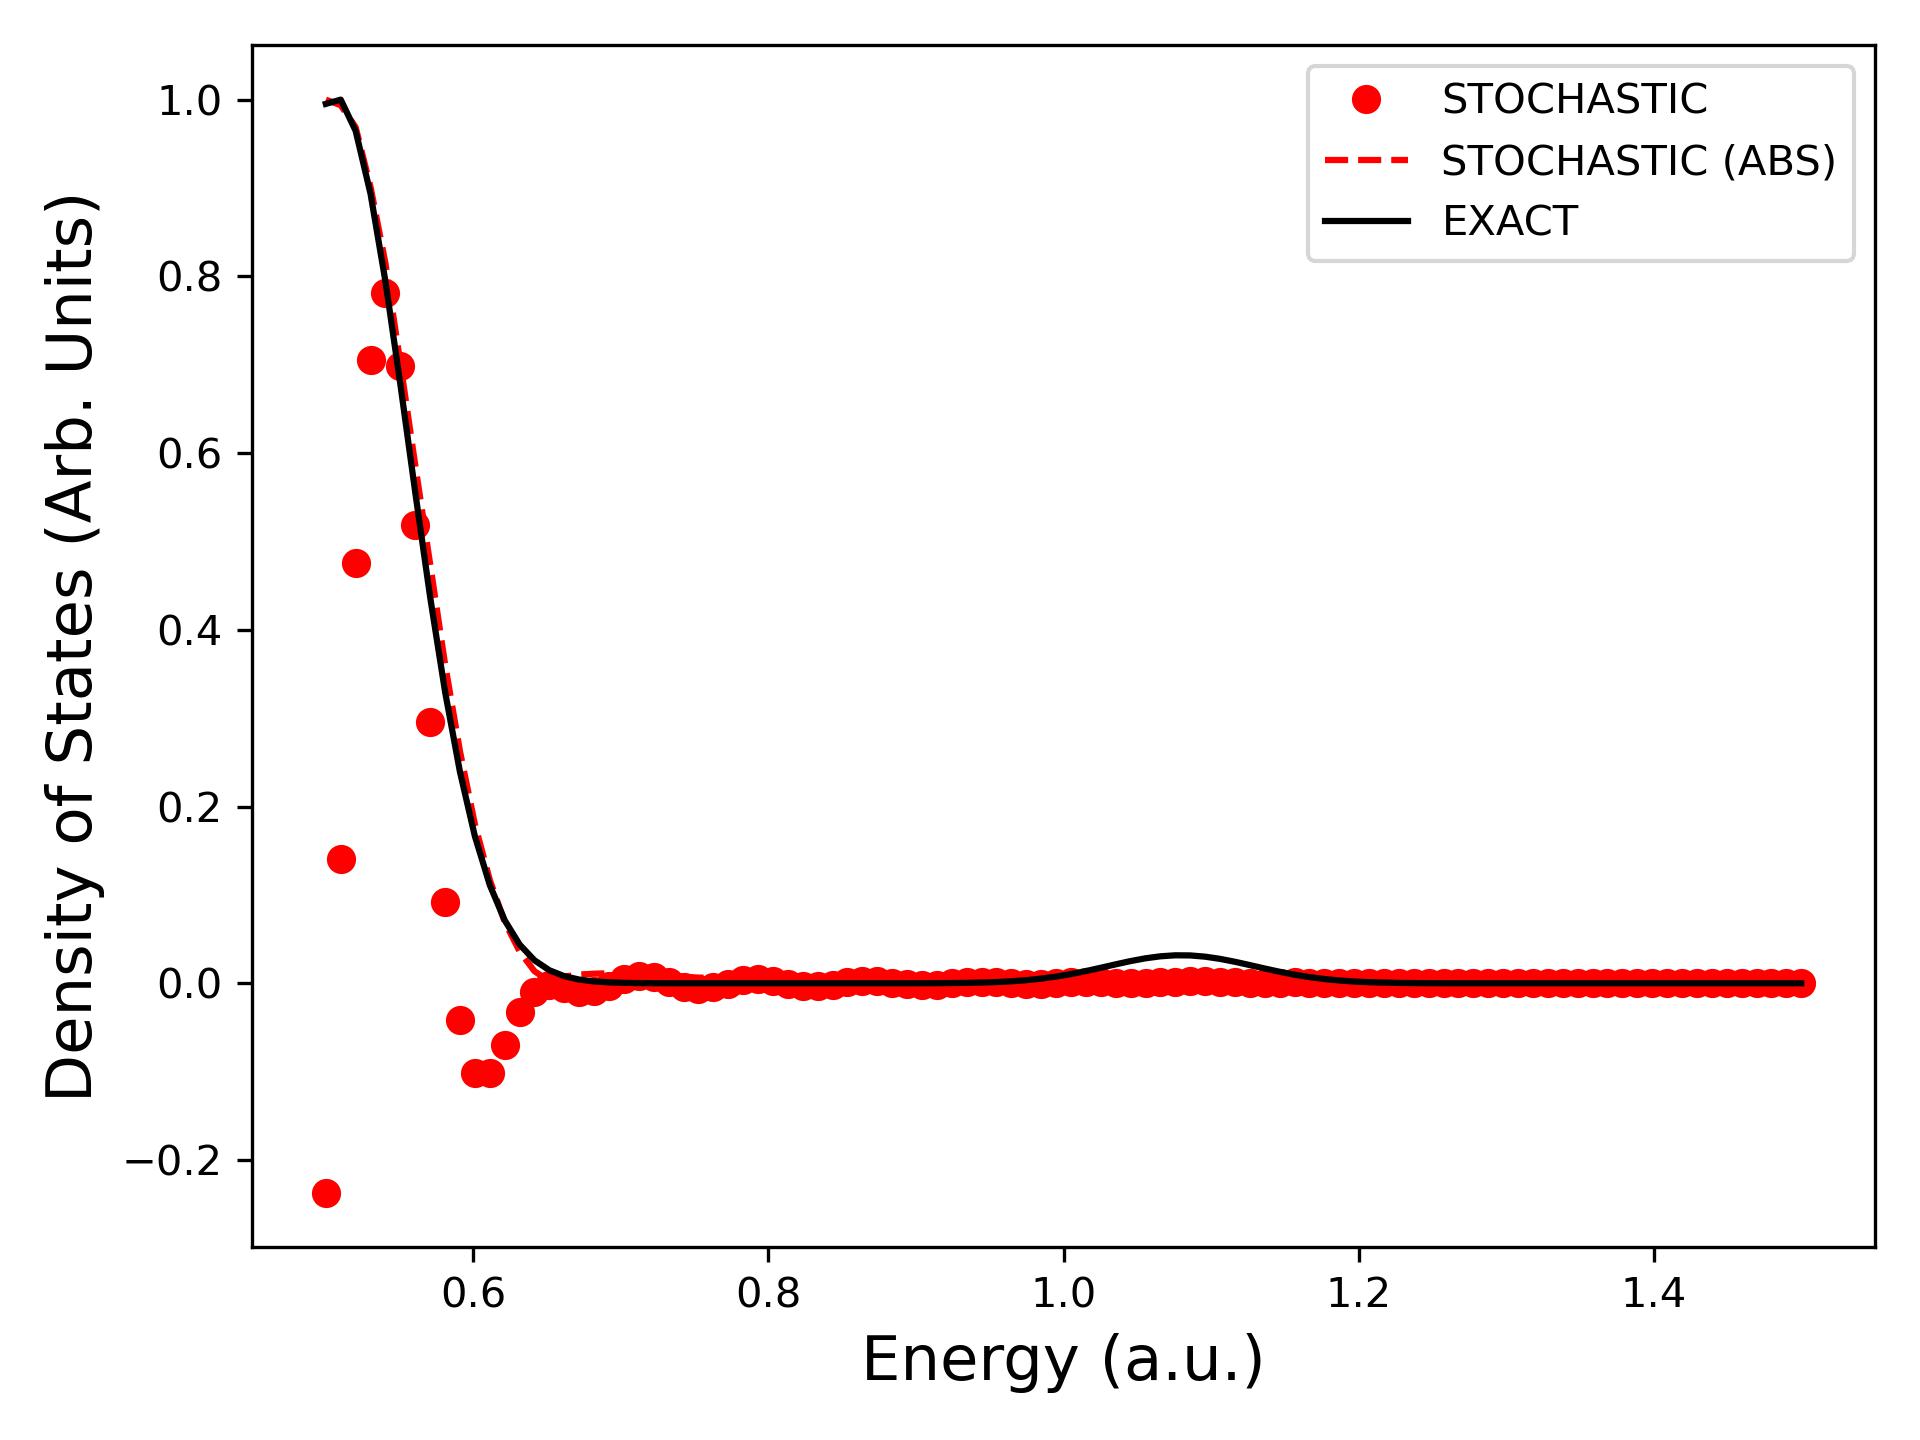 STOCHASTIC
STOCHASTIC (ABS)
EXACT
Density of States (Arb. Units)
1.0
0.8
0.6
0.4
0.2
0.0
−0.2
0.6 0.8 1.0 1.2 1.4
Energy (a.u.)